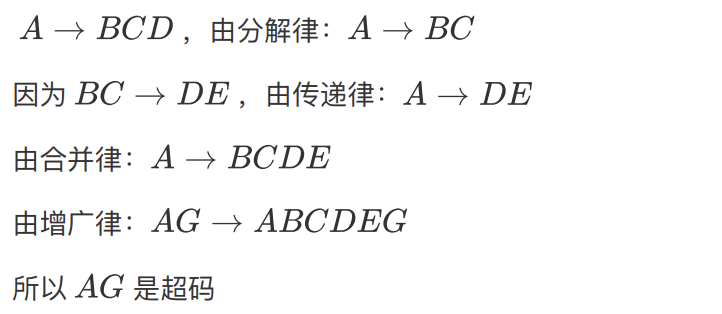 A → BCD ，由分解律：A → BC
因为 BC → DE ，由传递律：A → DE
由合并律：A → BCDE
由增广律：AG → ABCDEG
所以 AG 是超码